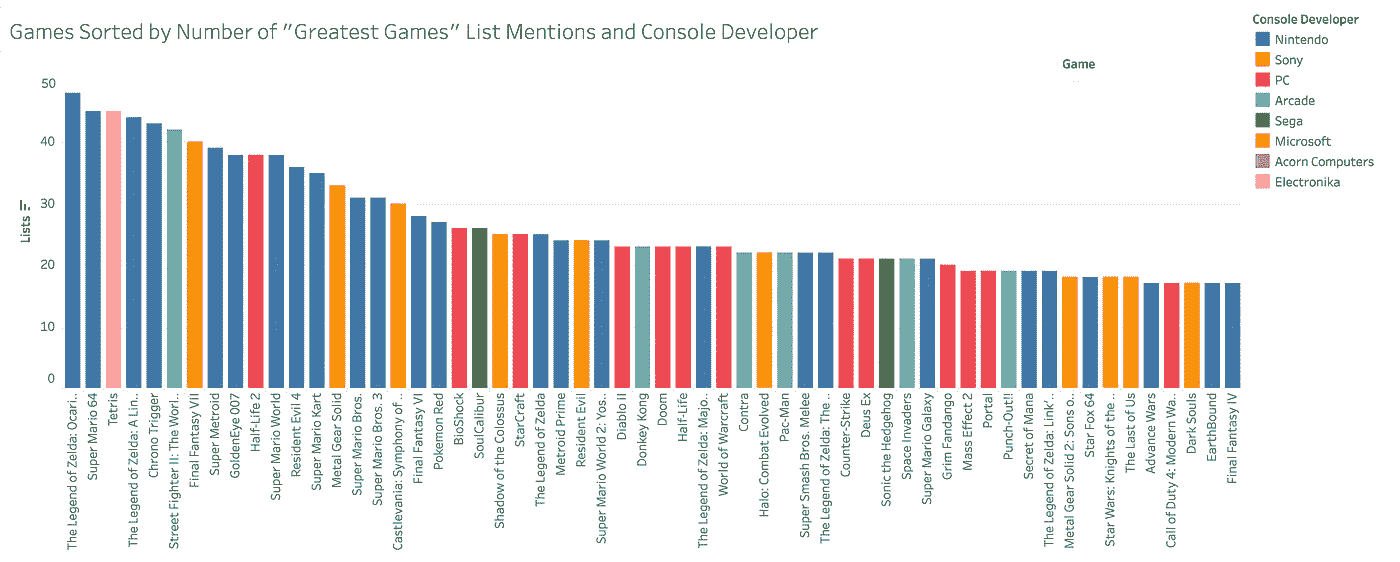 Games Sorted by Number of "Greatest Games" List Mentions and Console Developer
Console Developer
Nintendo
Sony
PC
Arcade
Sega
Microsoft
Acorn Computers
Electronika
Game
Lists
50
40
30
20
10
0
The Legend of Zelda: Ocari..
Super Mario 64
Tetris
The Legend of Zelda: A Lin..
Chrono Trigger
Street Fighter II: The Worl..
Final Fantasy VII
Super Metroid
GoldenEye 007
Half-Life 2
Super Mario World
Resident Evil 4
Super Mario Kart
Metal Gear Solid
Super Mario Bros.
Super Mario Bros. 3
Castlevania: Symphony of ..
Final Fantasy VI
Pokemon Red
BioShock
SoulCalibur
Shadow of the Colossus
StarCraft
The Legend of Zelda
Metroid Prime
Resident Evil
Super Mario World 2: Yos..
Diablo II
Donkey Kong
Doom
Half-Life
The Legend of Zelda: Majo..
World of Warcraft
Contra
Halo: Combat Evolved
Pac-Man
Super Smash Bros. Melee
The Legend of Zelda: The ..
Counter-Strike
Deus Ex
Sonic the Hedgehog
Space Invaders
Super Mario Galaxy
Grim Fandango
Mass Effect 2
Portal
Punch-Out!!
Secret of Mana
The Legend of Zelda: Link'..
Metal Gear Solid 2: Sons o..
Star Fox 64
Star Wars: Knights of the ..
The Last of Us
Advance Wars
Call of Duty 4: Modern Wa..
Dark Souls
EarthBound
Final Fantasy IV